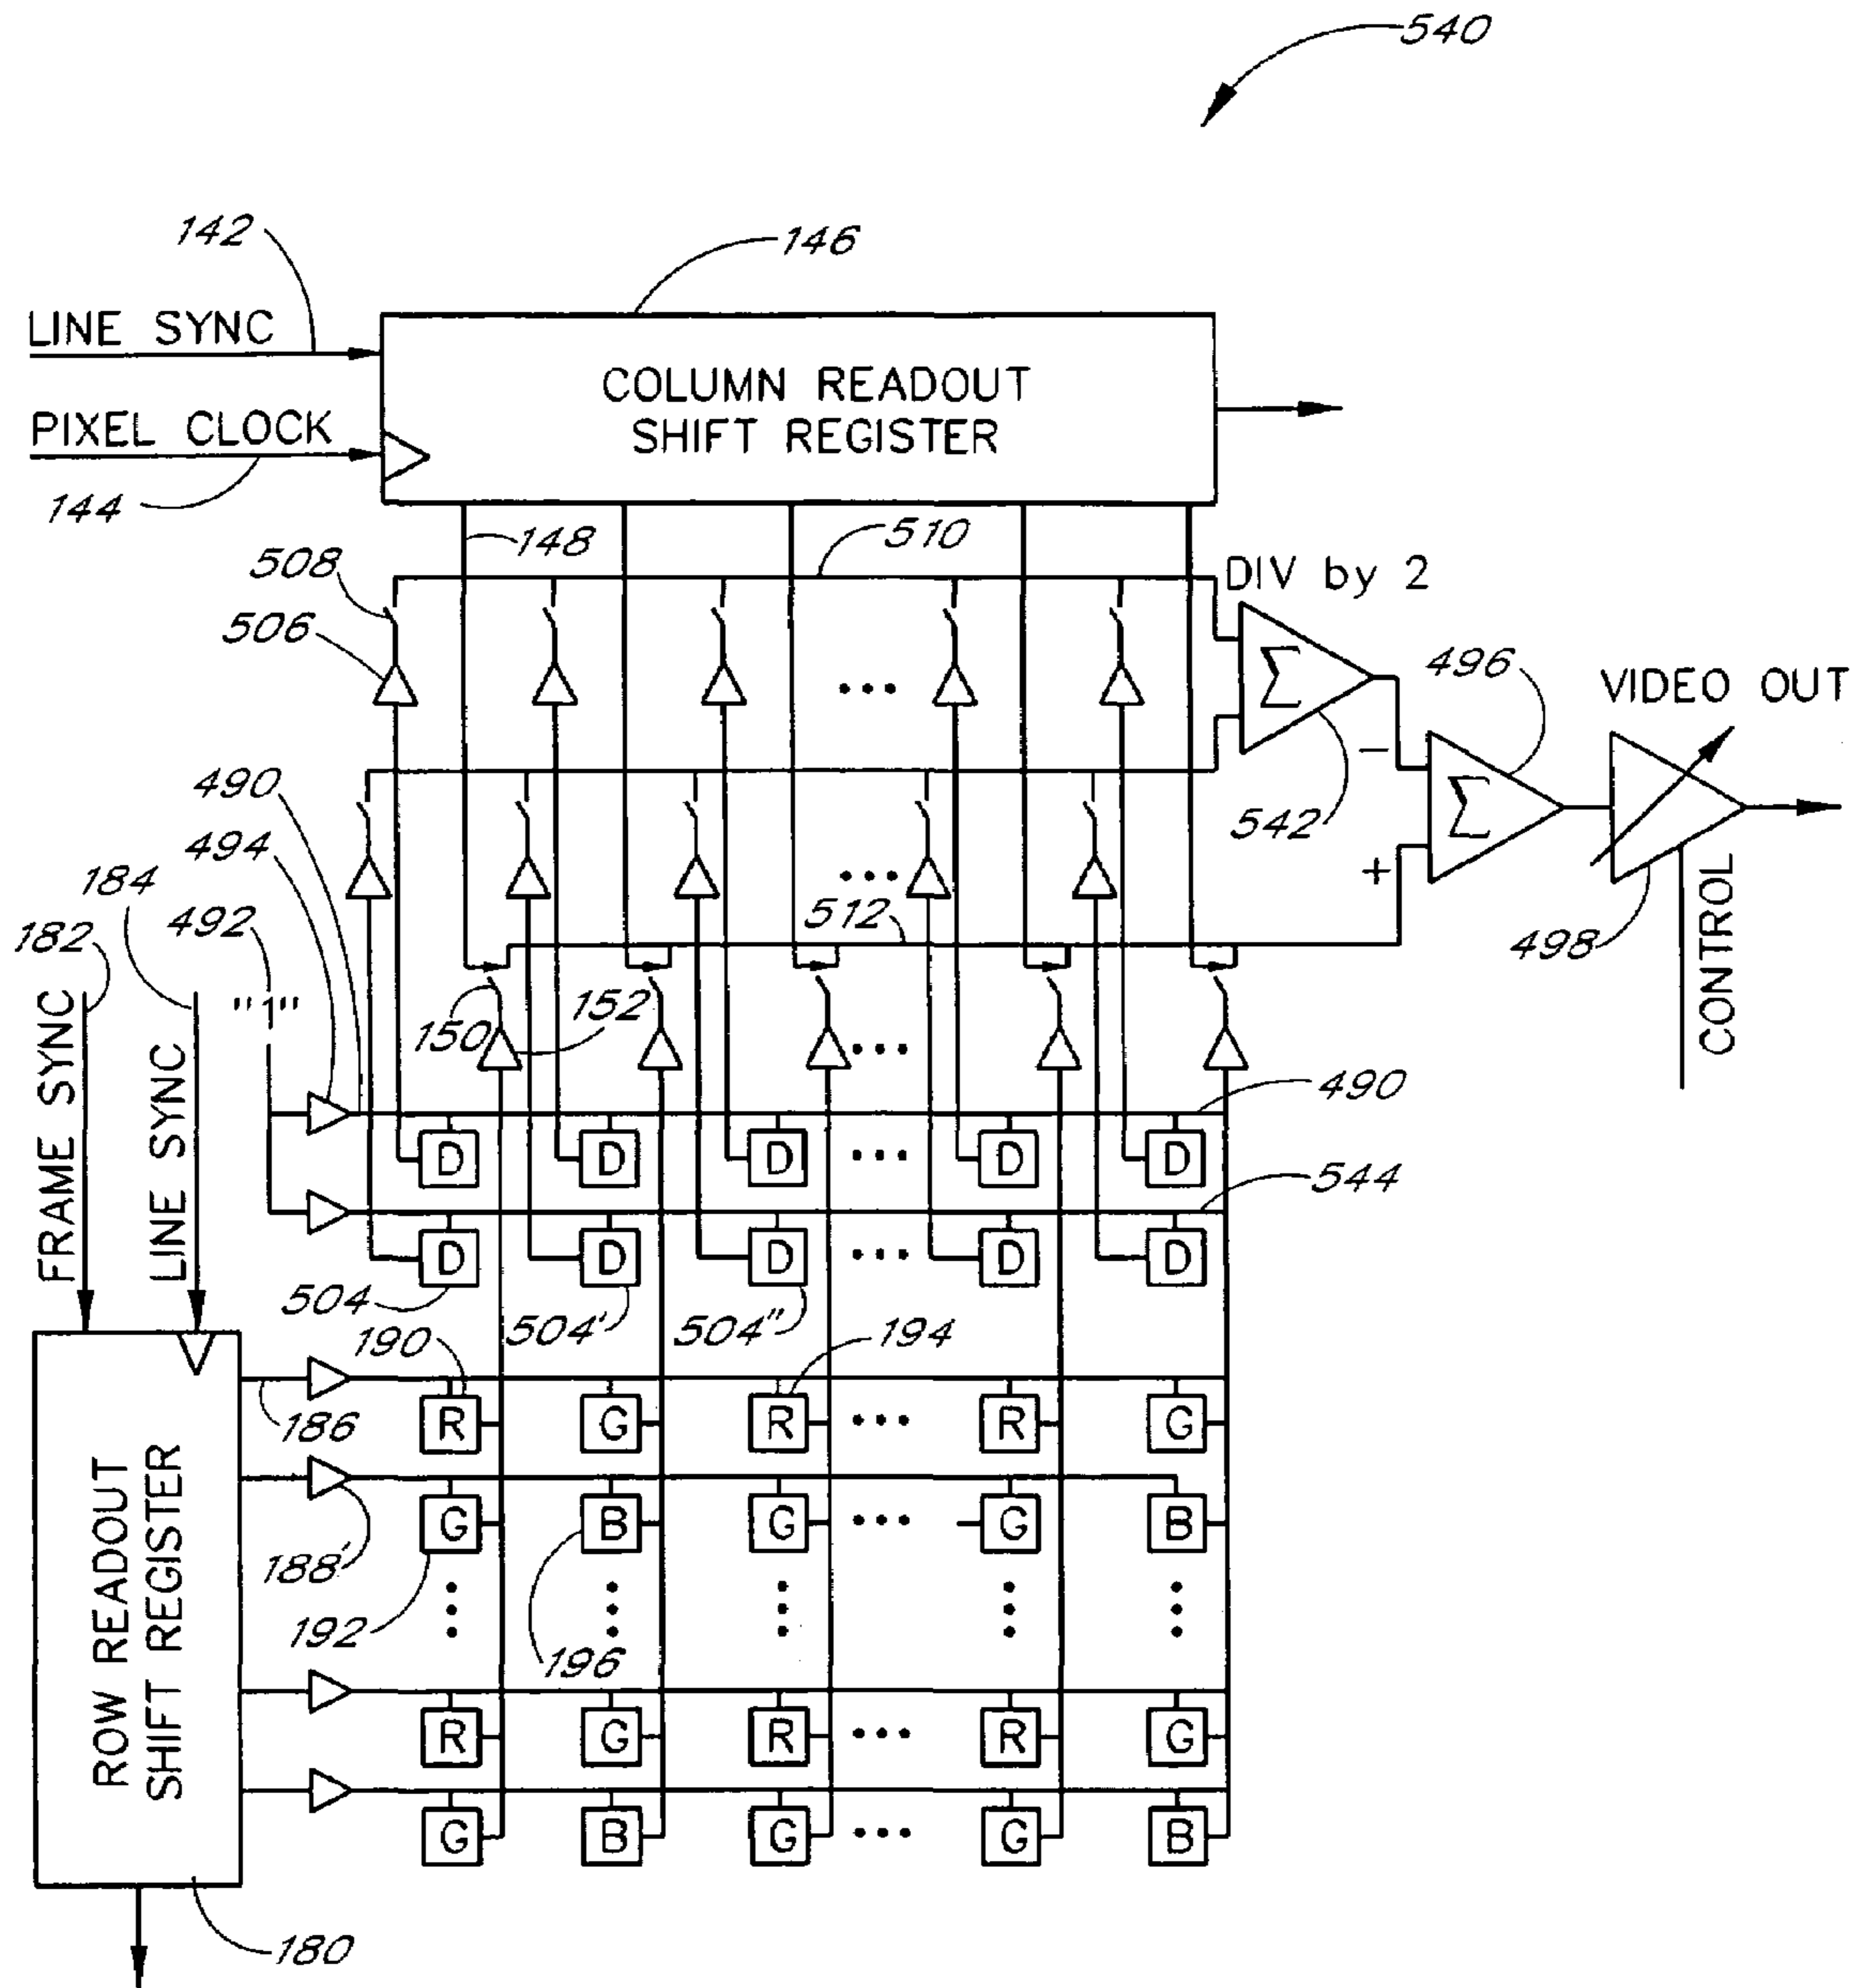 540
142
146
LINE SYNC
COLUMN READOUT
SHIFT REGISTER
PIXEL CLOCK
144
148
510
508
DIV by 2
506
Σ
496
VIDEO OUT
•••
−
490
542
Σ
494
+
•••
184
512
498
492
182
CONTROL
"1"
150
152
•••
FRAME SYNC
LINE SYNC
490
D D D ••• D D
544
D D D ••• D D
504
504'
504"
190
194
186
R G R ••• R G
188'
G B G ••• G B
192
196
ROW READOUT
SHIFT REGISTER
R G R ••• R G
G B G ••• G B
180